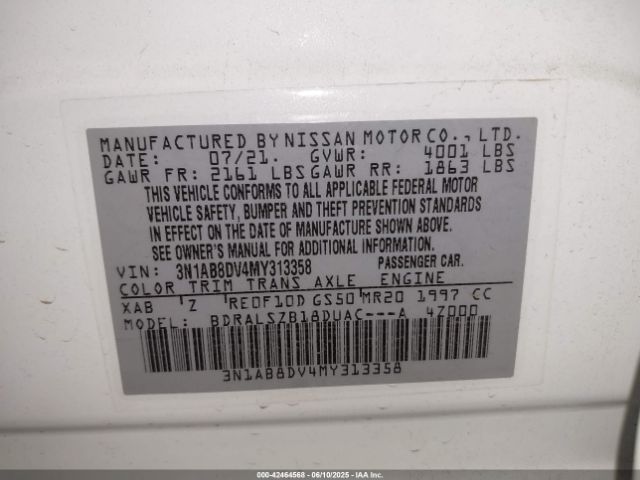 MANUFACTURED BY NISSAN MOTOR CO., LTD.
DATE: 07/21. GVWR: 4001 LBS
GAWR FR: 2161 LBS GAWR RR: 1863 LBS
THIS VEHICLE CONFORMS TO ALL APPLICABLE FEDERAL MOTOR
VEHICLE SAFETY, BUMPER AND THEFT PREVENTION STANDARDS
IN EFFECT ON THE DATE OF MANUFACTURE SHOWN ABOVE.
SEE OWNER'S MANUAL FOR ADDITIONAL INFORMATION.
VIN: 3N1AB8DV4MY313358 PASSENGER CAR.
COLOR TRIM TRANS AXLE ENGINE
XAB 'Z RE0F10D GS50 MR20 1997 CC
MODEL: BDRALSZB18DUAC---A 4Z000
3N1AB8DV4MY313358
000-42464568 - 06/10/2025 - IAAI, Inc.